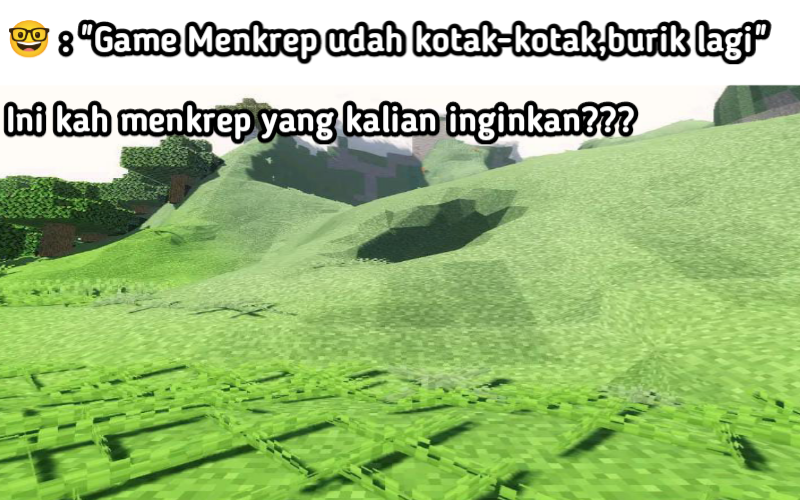 🤓 : "Game Menkrep udah kotak-kotak,burik lagi"
Ini kah menkrep yang kalian inginkan???